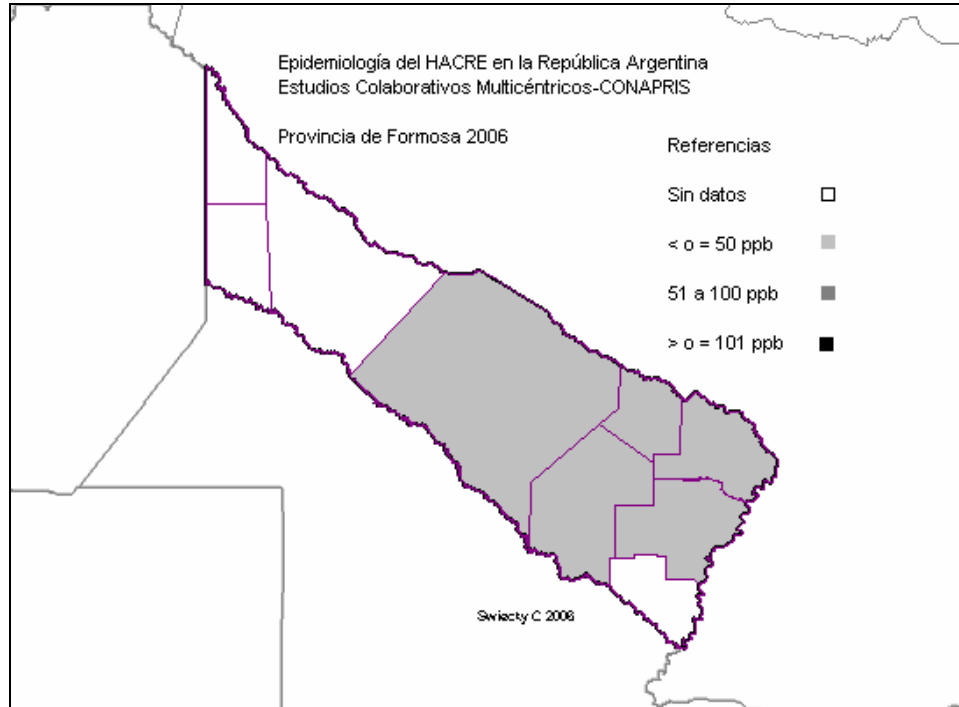 Epidemiología del HACRE en la República Argentina
Estudios Colaborativos Multicéntricos-CONAPRIS
Provincia de Formosa 2006
Referencias
Sin datos
< o = 50 ppb
51 a 100 ppb
> o = 101 ppb
Swiecky C 2006